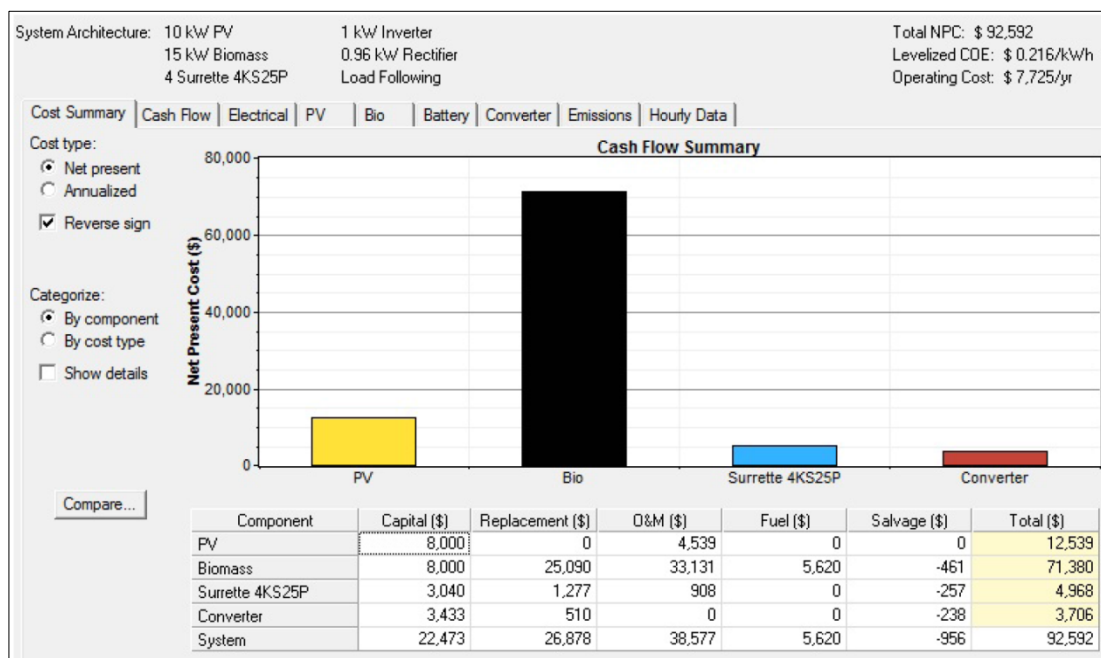 System Architecture: 10 kW PV 1 kW Inverter Total NPC: $ 92,592
15 kW Biomass 0.96 kW Rectifier Levelized COE: $ 0.216/kWh
4 Surrette 4KS25P Load Following Operating Cost: $ 7,725/yr
Cost Summary Cash Flow Electrical PV Bio Battery Converter Emissions Hourly Data
Cost type:
Net present
Annualized
Reverse sign
Categorize:
By component
By cost type
Show details
Compare...
Cash Flow Summary
Net Present Cost ($)
80,000
60,000
40,000
20,000
0
PV Bio Surrette 4KS25P Converter
Component Capital ($) Replacement ($) O&M ($) Fuel ($) Salvage ($) Total ($)
PV 8,000 0 4,539 0 0 12,539
Biomass 8,000 25,090 33,131 5,620 -461 71,380
Surrette 4KS25P 3,040 1,277 908 0 -257 4,968
Converter 3,433 510 0 0 -238 3,706
System 22,473 26,878 38,577 5,620 -956 92,592